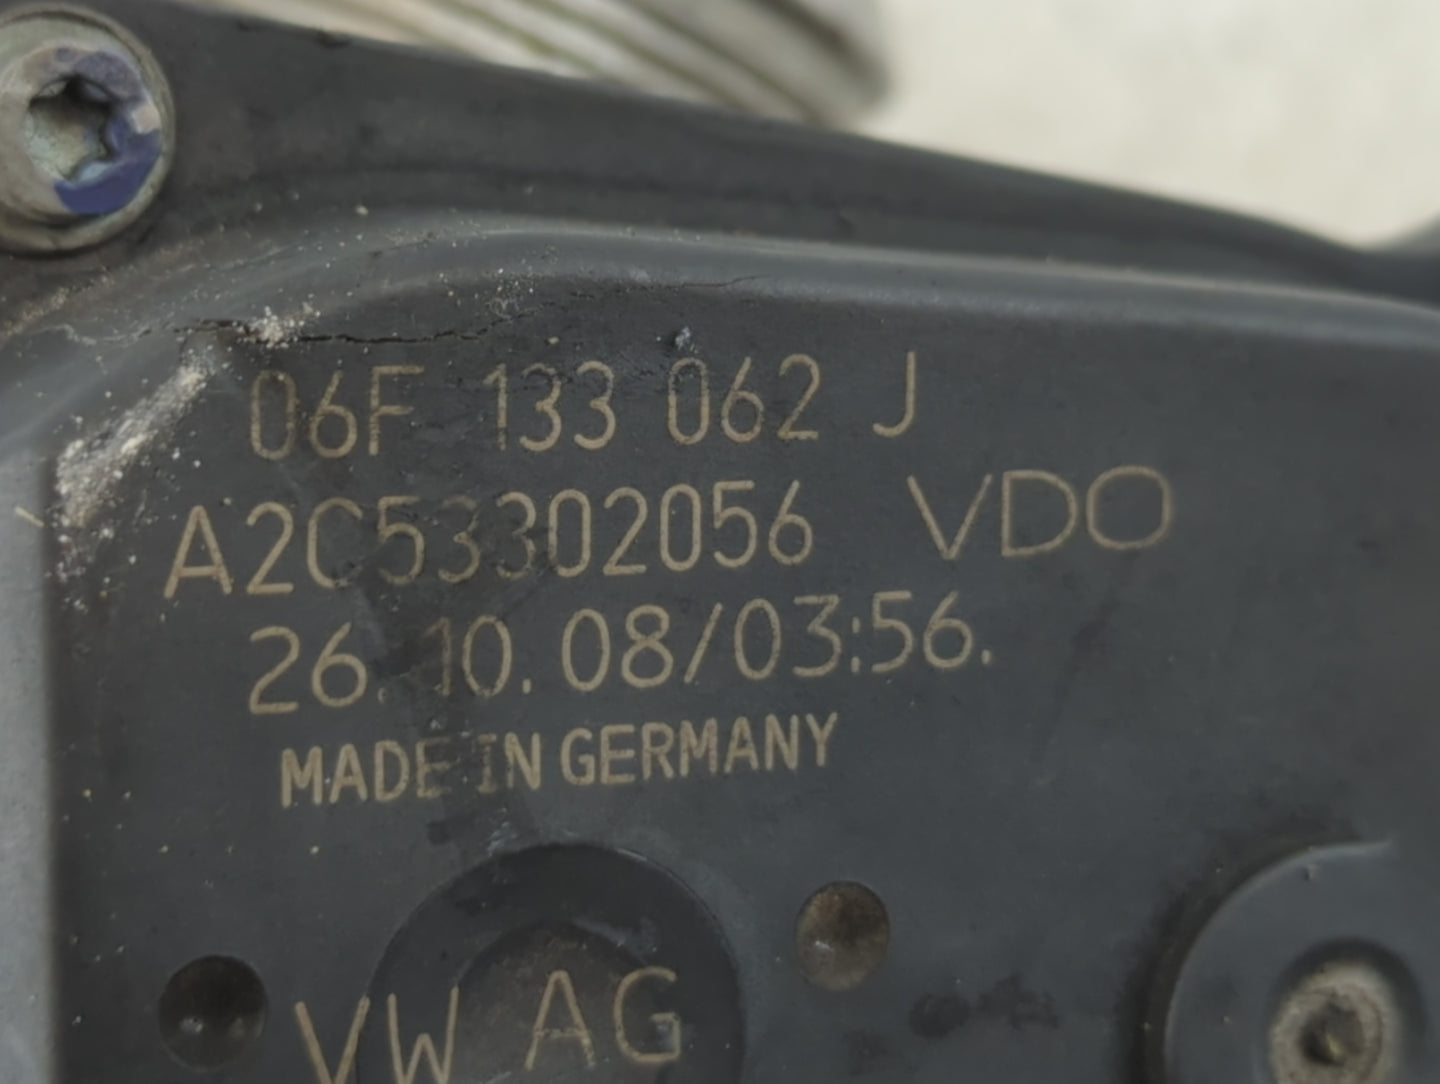 06F 133 062 J
A2C53302056 VDO
26.10.08/03:56.
MADE IN GERMANY
VW AG